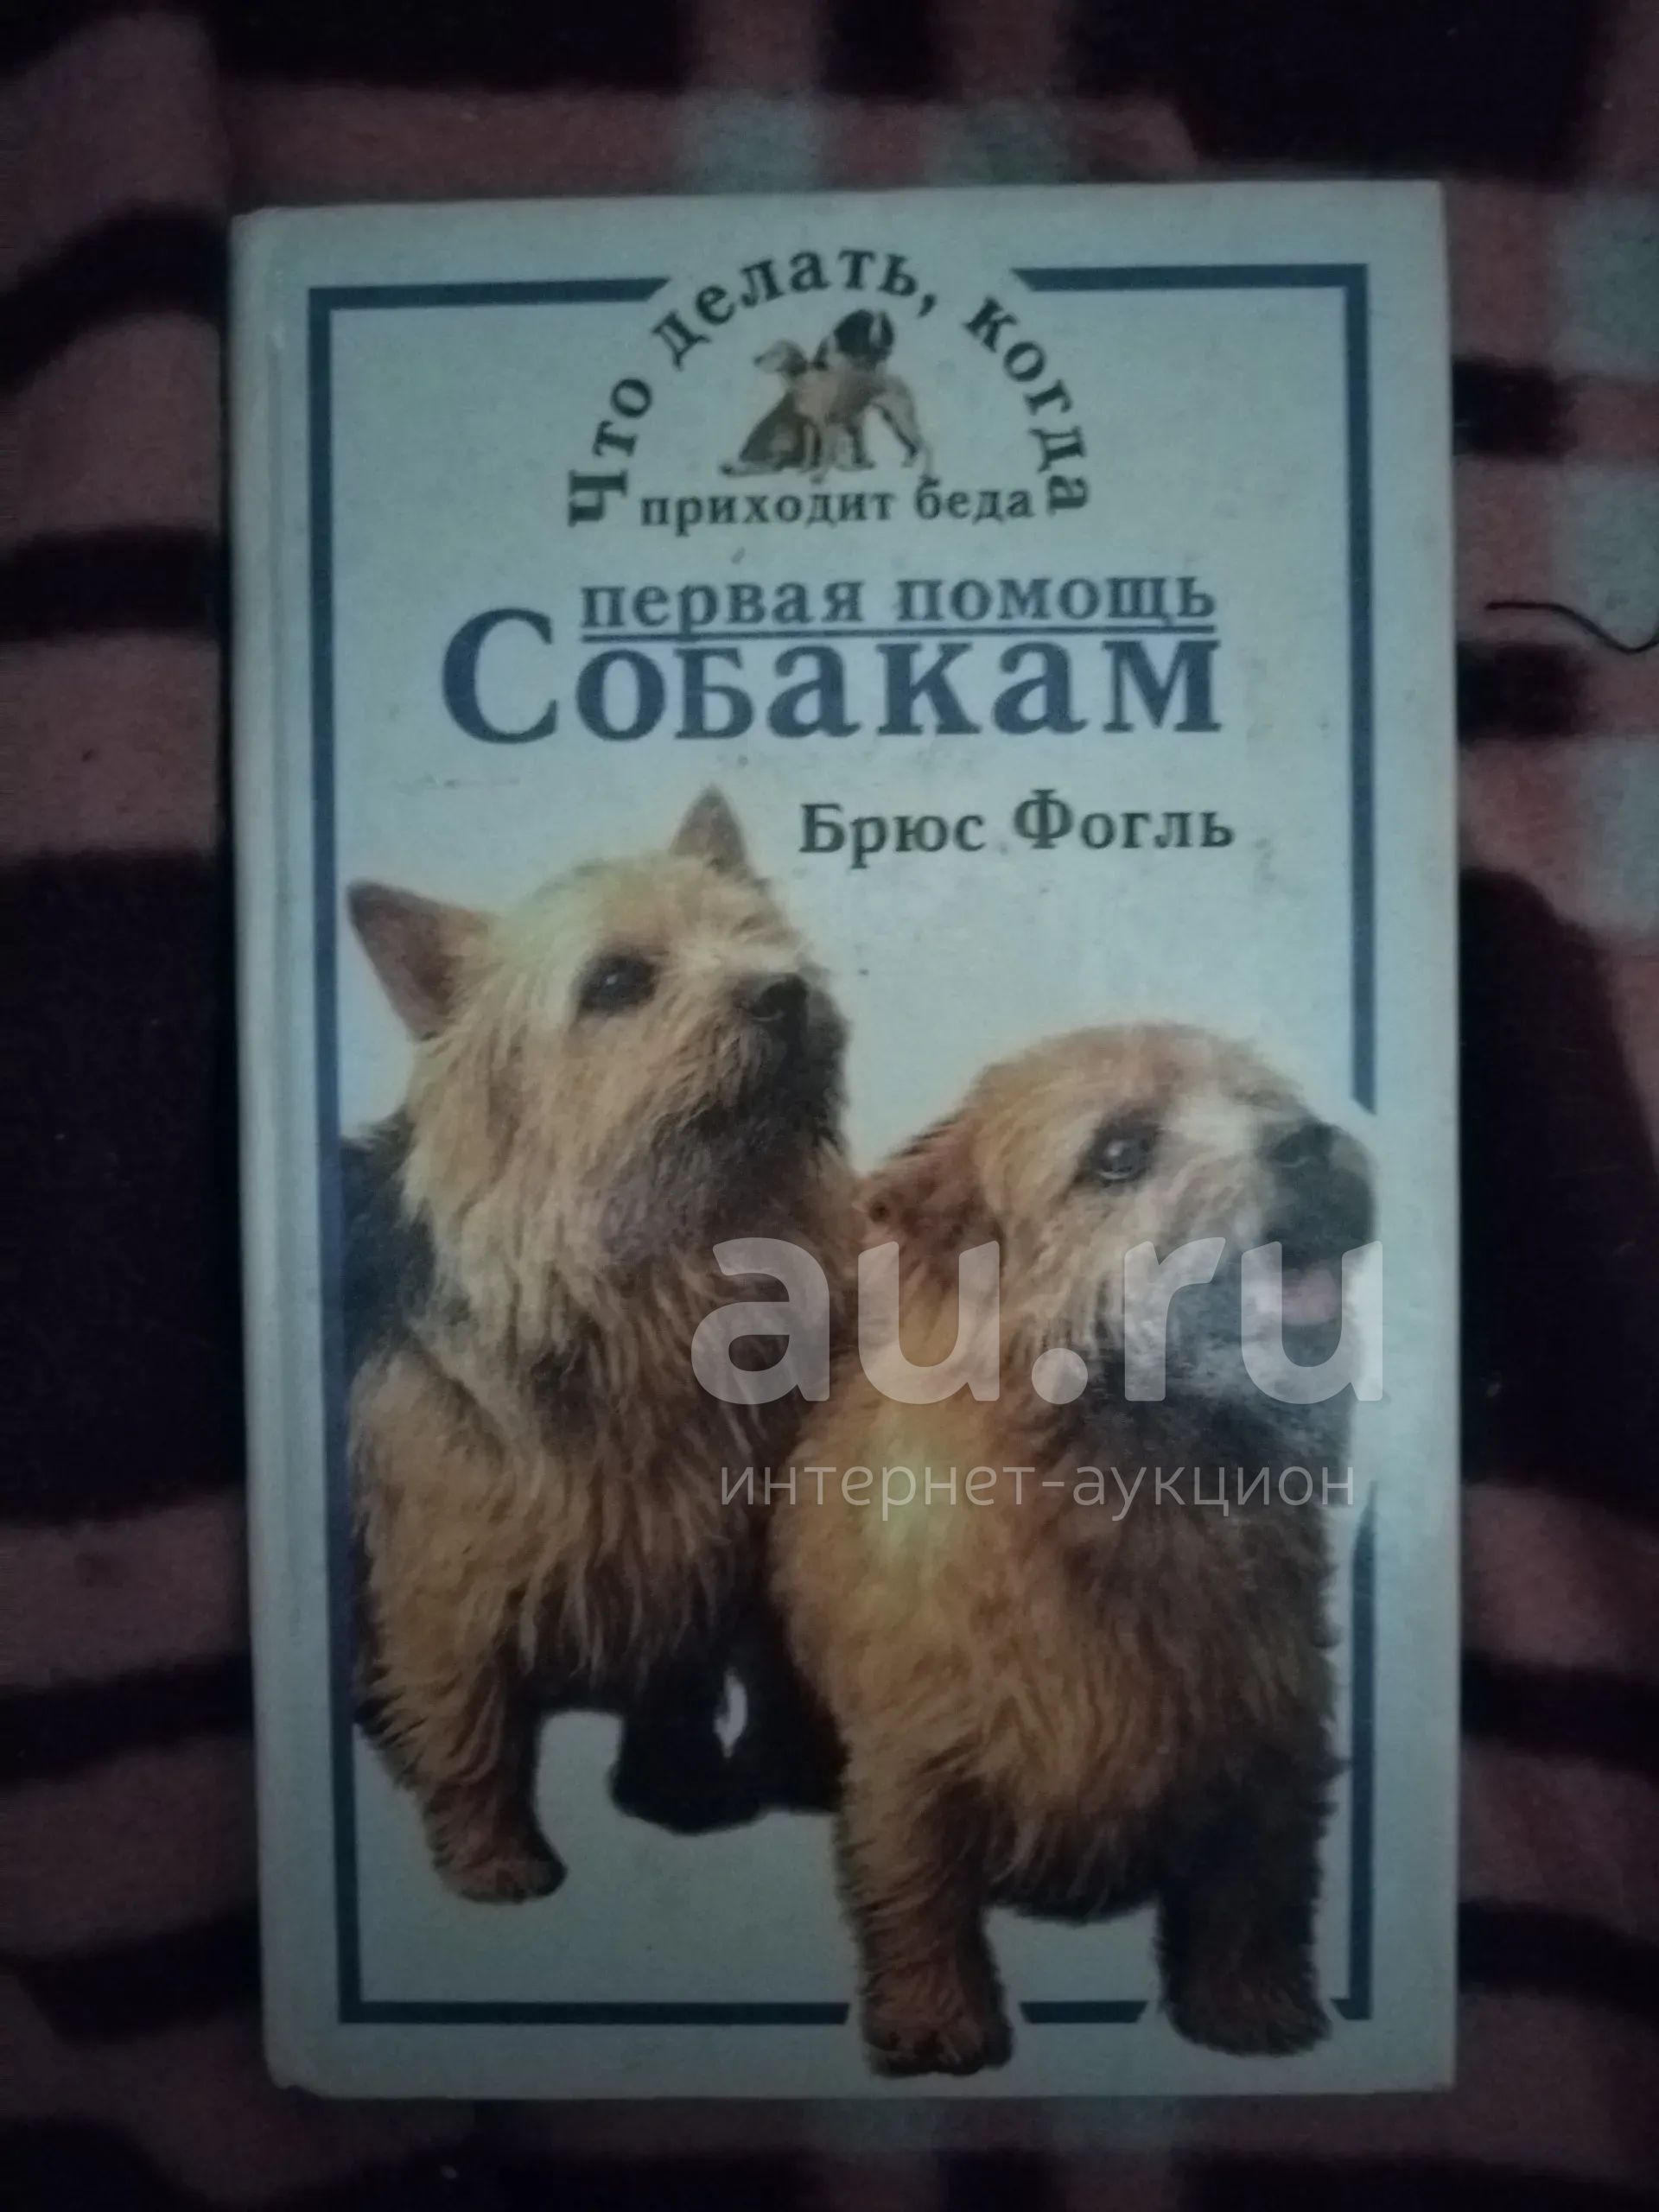 Что делать, когда
приходит беда
первая помощь
Собакам
Брюс Фогль
au.ru
интернет-аукцион